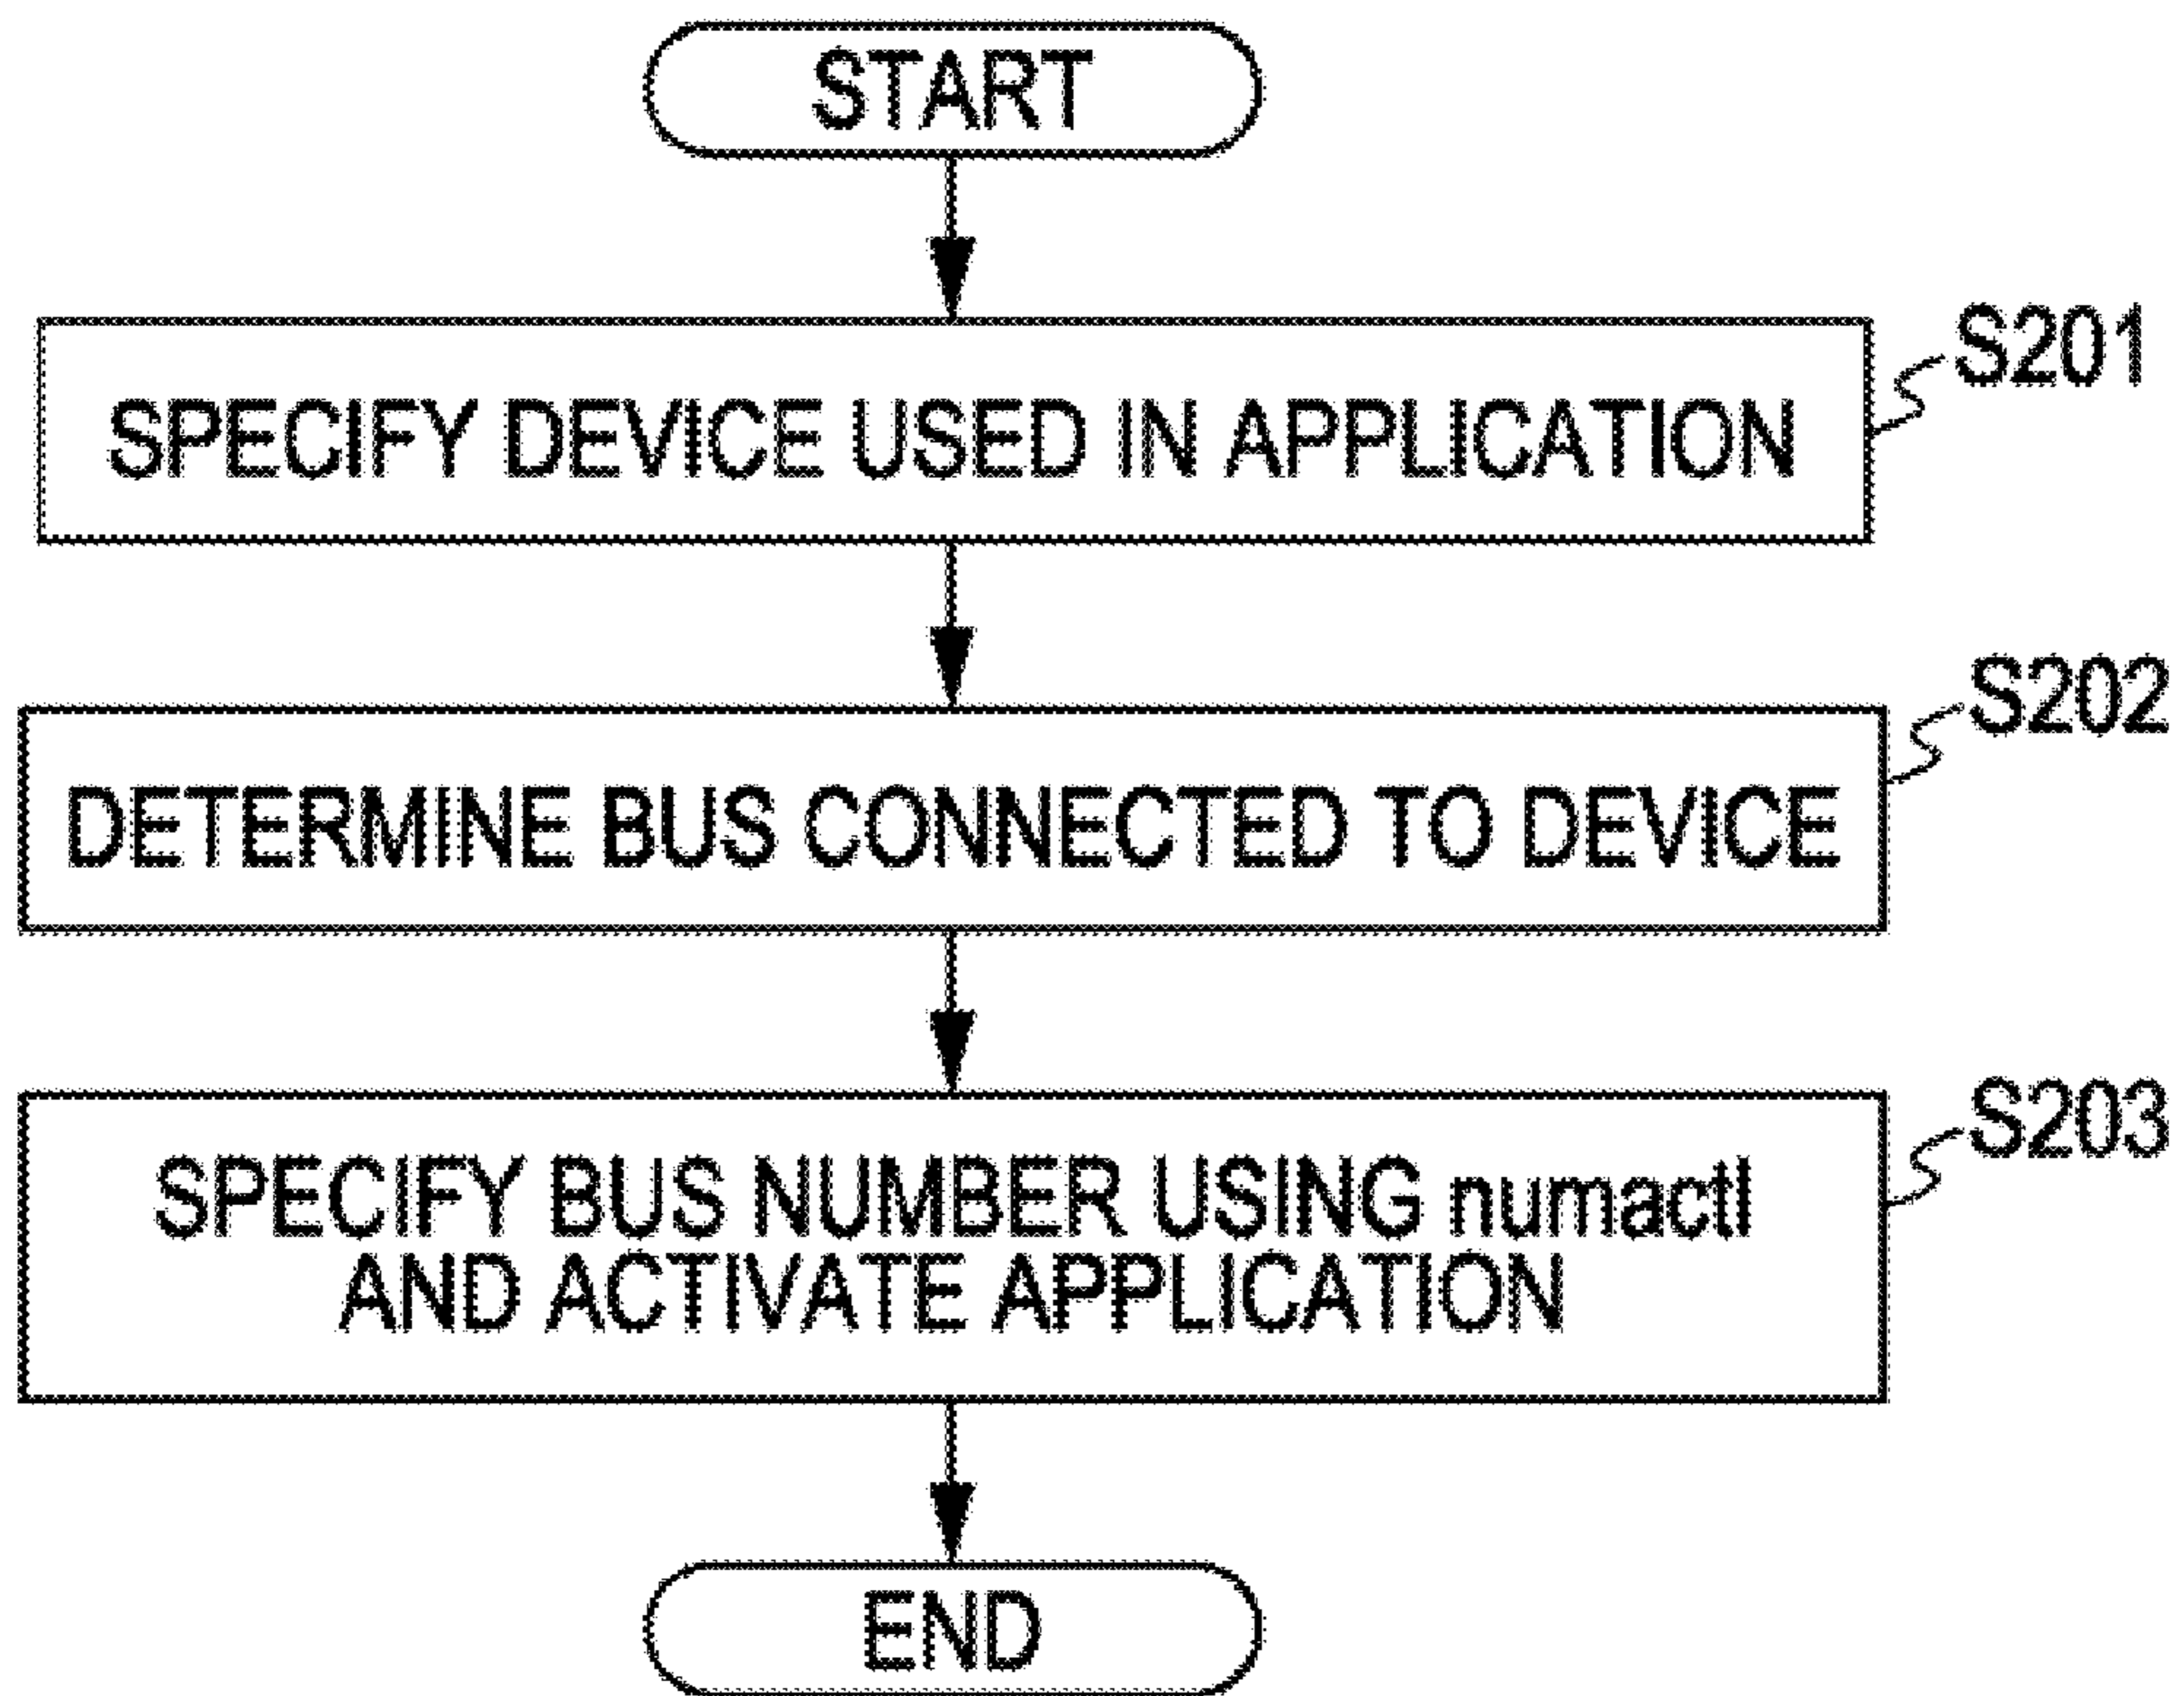 START
S201
SPECIFY DEVICE USED IN APPLICATION
S202
DETERMINE BUS CONNECTED TO DEVICE
S203
SPECIFY BUS NUMBER USING numactl
AND ACTIVATE APPLICATION
END